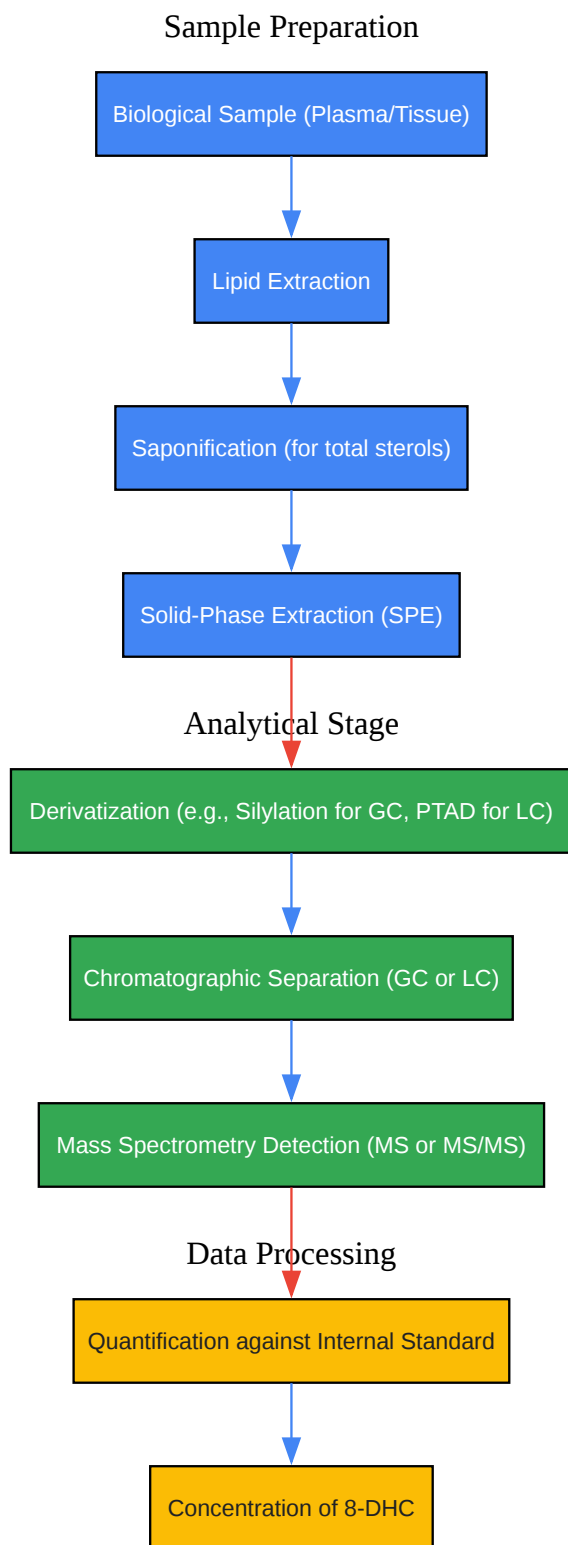 Sample Preparation
Biological Sample (Plasma/Tissue)
Lipid Extraction
Saponification (for total sterols)
Solid-Phase Extraction (SPE)
Analytical Stage
Derivatization (e.g., Silylation for GC, PTAD for LC)
Chromatographic Separation (GC or LC)
Mass Spectrometry Detection (MS or MS/MS)
Data Processing
Quantification against Internal Standard
Concentration of 8-DHC